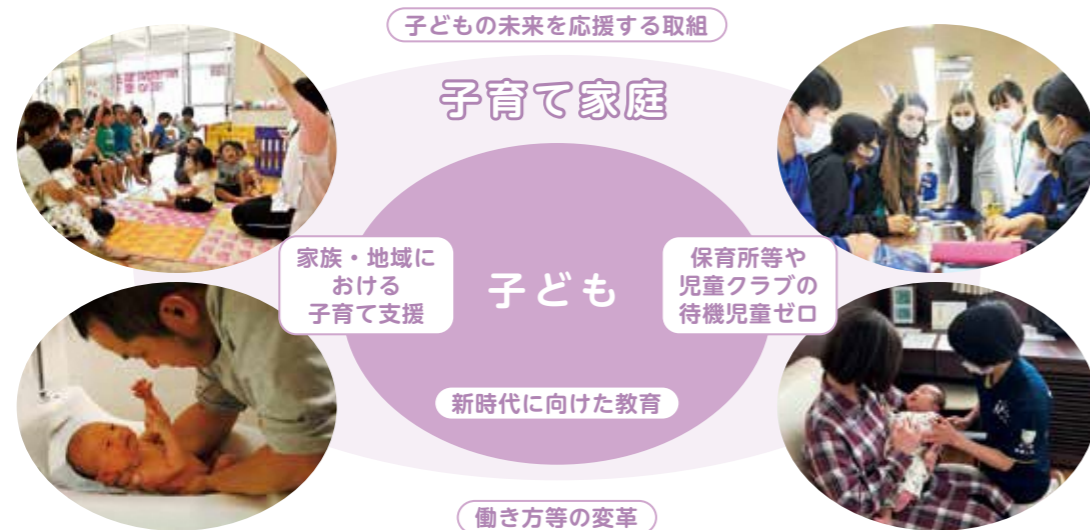 子どもの未来を応援する取組
子育て家庭
家族・地域に
おける
子育て支援
子ども
保育所等や
児童クラブの
待機児童ゼロ
新時代に向けた教育
働き方等の変革